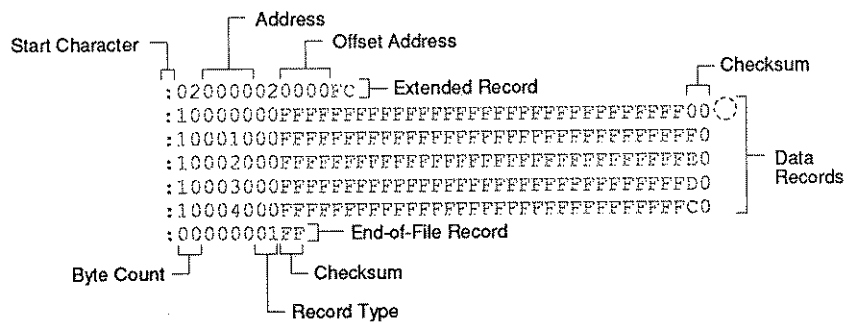 Address
Start Character
Offset Address
Checksum
:020000020000FC
Extended Record
:10000000FFFFFFFFFFFFFFFFFFFFFFFFFFFFFFFF00
:10001000FFFFFFFFFFFFFFFFFFFFFFFFFFFFFFFFF0
:10002000FFFFFFFFFFFFFFFFFFFFFFFFFFFFFFFFE0
:10003000FFFFFFFFFFFFFFFFFFFFFFFFFFFFFFFFD0
:10004000FFFFFFFFFFFFFFFFFFFFFFFFFFFFFFFFC0
Data
Records
:00000001FF
End-of-File Record
Byte Count
Checksum
Record Type